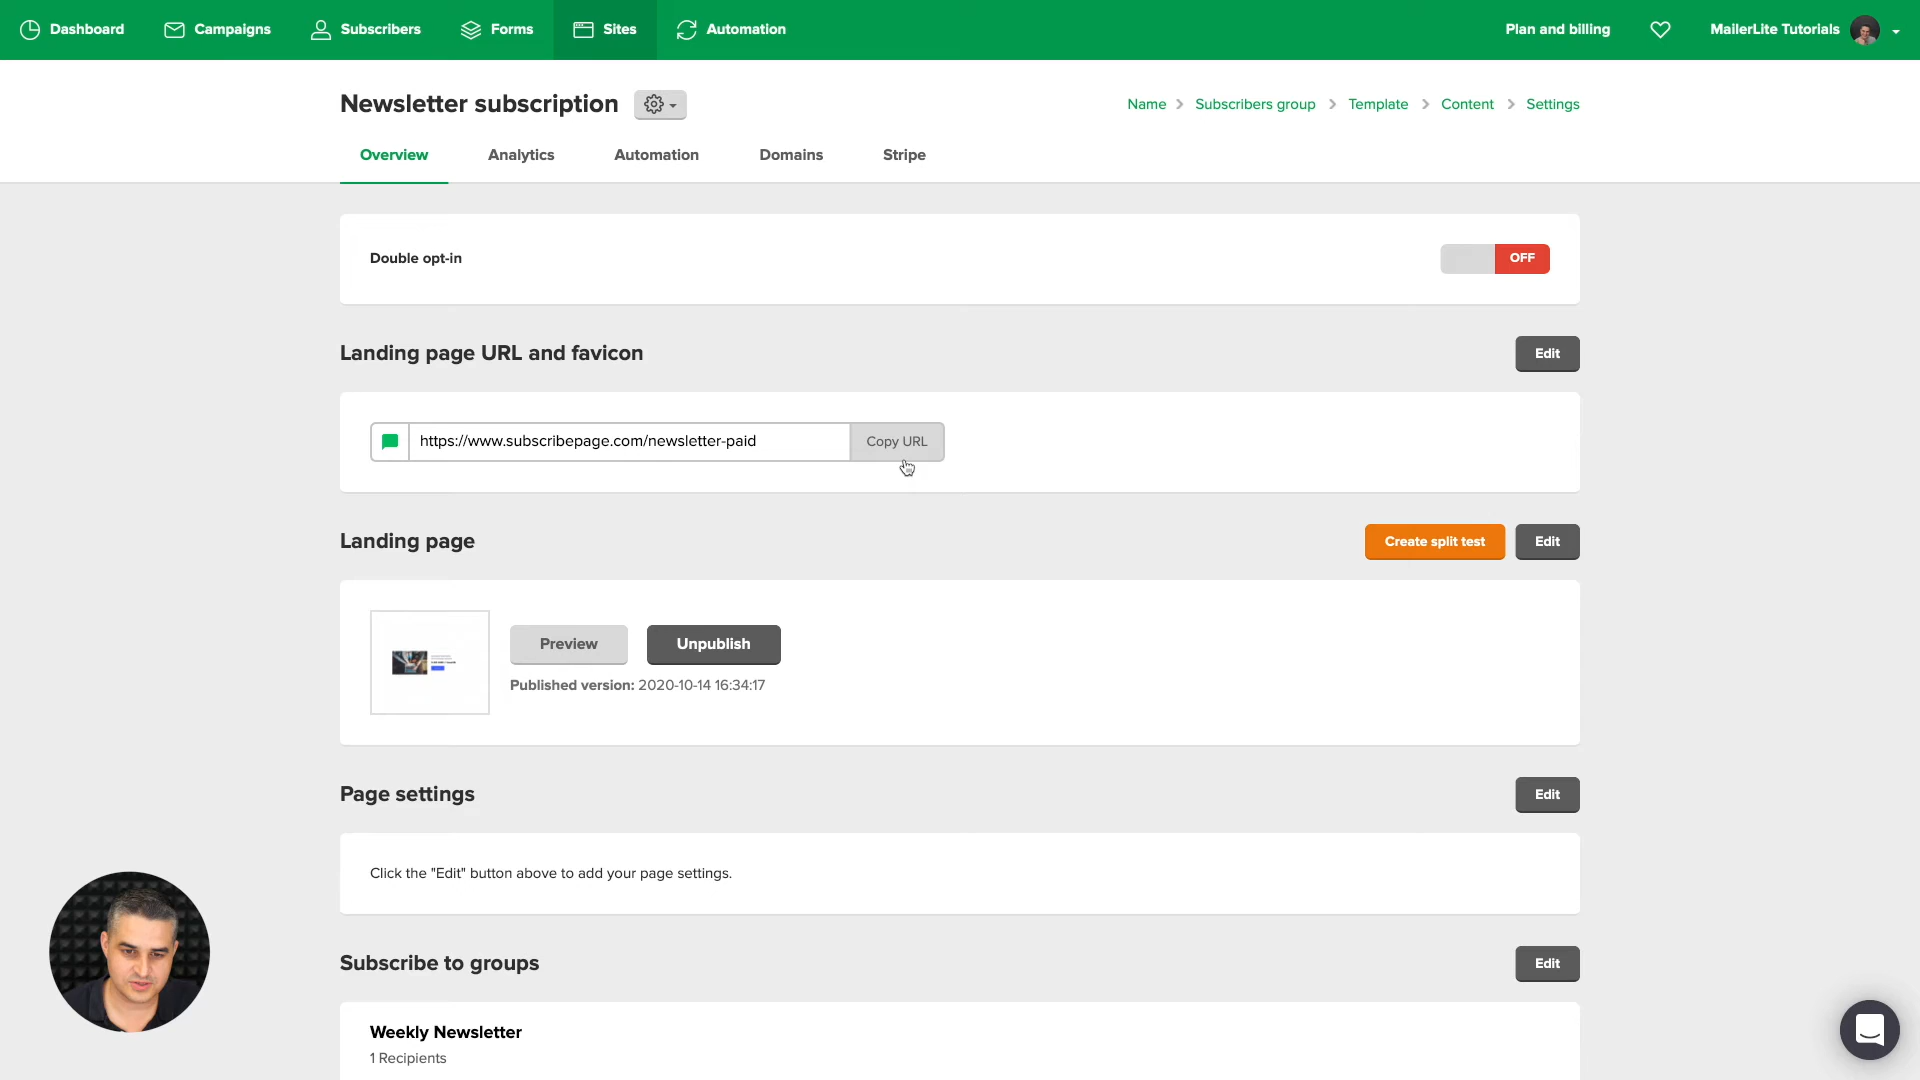 Dashboard
Campaigns
Subscribers
Forms
Sites
Automation
Plan and billing
MailerLite Tutorials
Newsletter subscription
Name
Subscribers group
Template
Content
Settings
Overview
Analytics
Automation
Domains
Stripe
Double opt-in
OFF
Landing page URL and favicon
Edit
https://www.subscribepage.com/newsletter-paid
Copy URL
Landing page
Create split test
Edit
Preview
Unpublish
Published version: 2020-10-14 16:34:17
Page settings
Edit
Click the "Edit" button above to add your page settings.
Subscribe to groups
Edit
Weekly Newsletter
1 Recipients